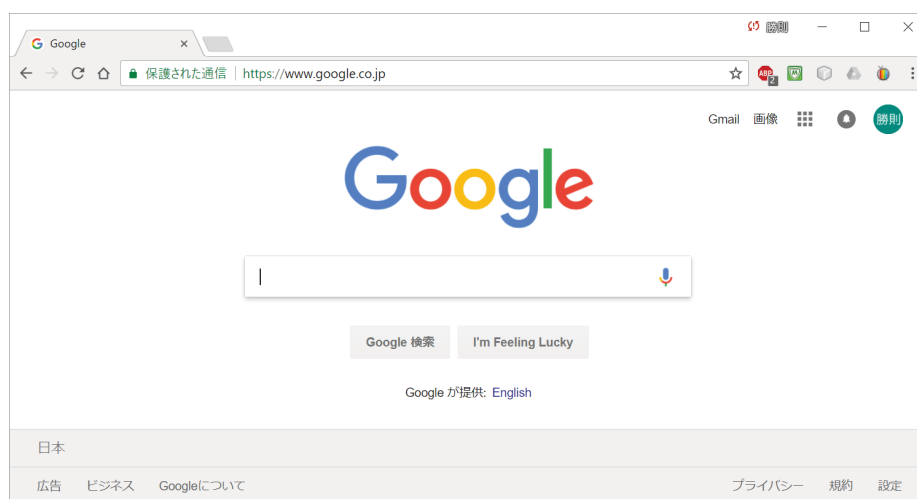 勝則
Google
保護された通信 https://www.google.co.jp
ABP 2
Gmail 画像 勝則
Google
Google 検索 I'm Feeling Lucky
Google が提供: English
日本
広告 ビジネス Googleについて プライバシー 規約 設定